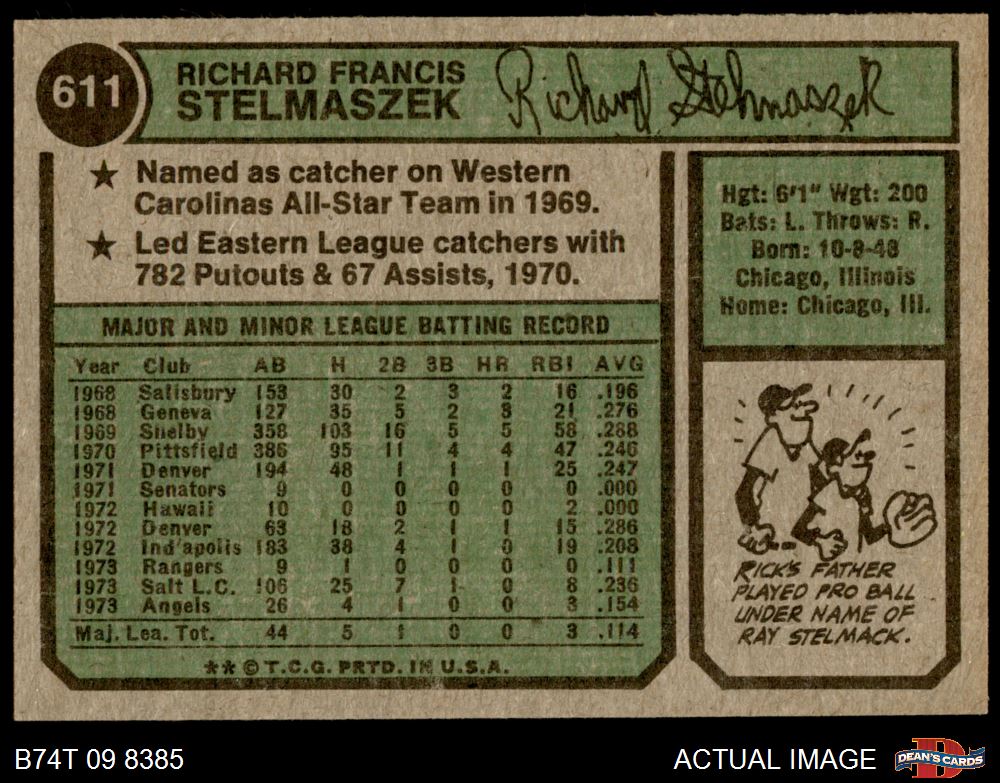 611
RICHARD FRANCIS
STELMASZEK
Richard Stelmaszek
★ Named as catcher on Western
Carolinas All-Star Team in 1969.
★ Led Eastern League catchers with
782 Putouts & 67 Assists, 1970.
MAJOR AND MINOR LEAGUE BATTING RECORD
Year Club AB H 2B 3B HR RBI AVG
1968 Salisbury 153 30 2 3 2 16 .196
1968 Geneva 127 35 5 2 3 21 .276
1969 Shelby 358 103 16 5 5 58 .288
1970 Pittsfield 386 95 11 4 4 47 .246
1971 Denver 194 48 1 1 1 25 .247
1971 Senators 9 0 0 0 0 0 .000
1972 Hawaii 10 0 0 0 0 2 .000
1972 Denver 63 18 2 1 1 15 .286
1972 Ind'apolis 183 38 4 1 0 19 .208
1973 Rangers 9 1 0 0 0 0 .111
1973 Salt L.C. 106 25 7 1 0 8 .236
1973 Angels 26 4 1 0 0 3 .154
Maj. Lea. Tot. 44 5 1 0 0 3 .114
** © T.C.G. PRTD. IN U.S.A.
Hgt: 6'1" Wgt: 200
Bats: L. Throws: R.
Born: 10-8-48
Chicago, Illinois
Home: Chicago, Ill.
RICK'S FATHER
PLAYED PRO BALL
UNDER NAME OF
RAY STELMACK.
B74T 09 8385
ACTUAL IMAGE
DEAN'S CARDS